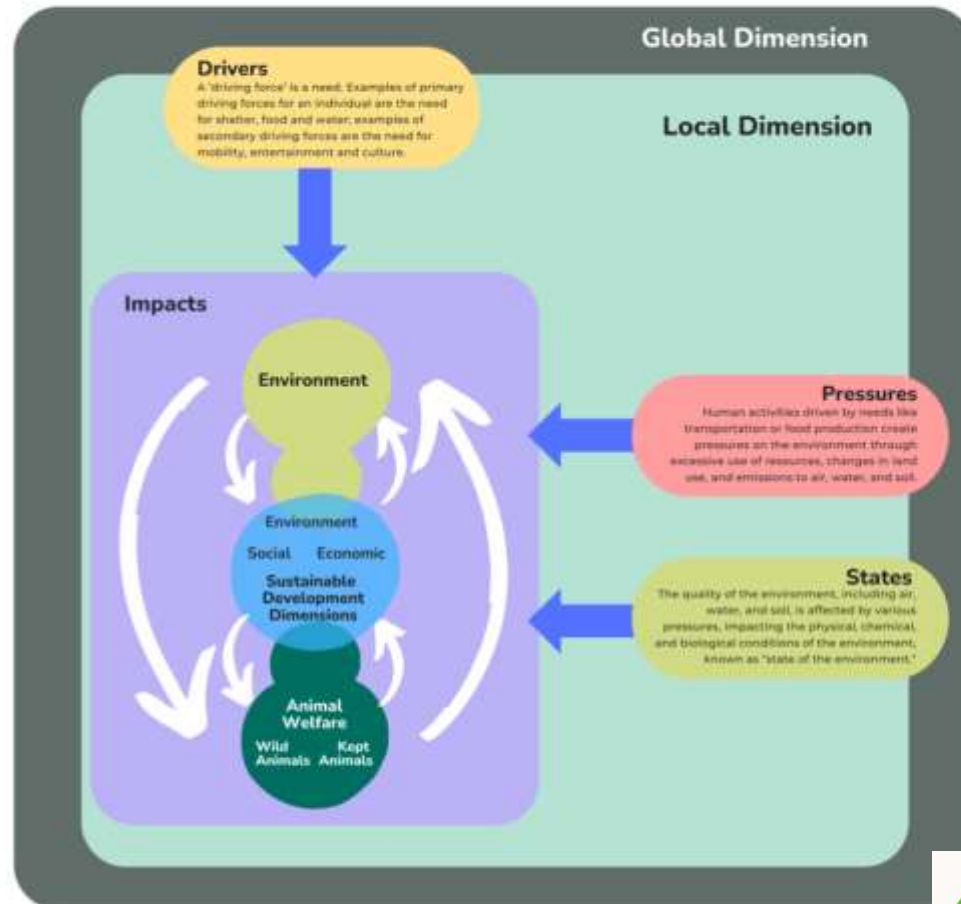 Global Dimension
Drivers
A 'driving force' is a need. Examples of primary
driving forces for an individual are the need
for shelter, food and water; examples of
secondary driving forces are the need for
mobility, entertainment and culture.
Local Dimension
Impacts
Environment
Pressures
Human activities driven by needs like
transportation or food production create
pressures on the environment through
excessive use of resources, changes in land
use, and emissions to air, water, and soil.
Environment
Social Economic
Sustainable
Development
Dimensions
States
The quality of the environment, including air,
water, and soil, is affected by various
pressures, impacting the physical, chemical,
and biological conditions of the environment,
known as "state of the environment."
Animal
Welfare
Wild Kept
Animals Animals